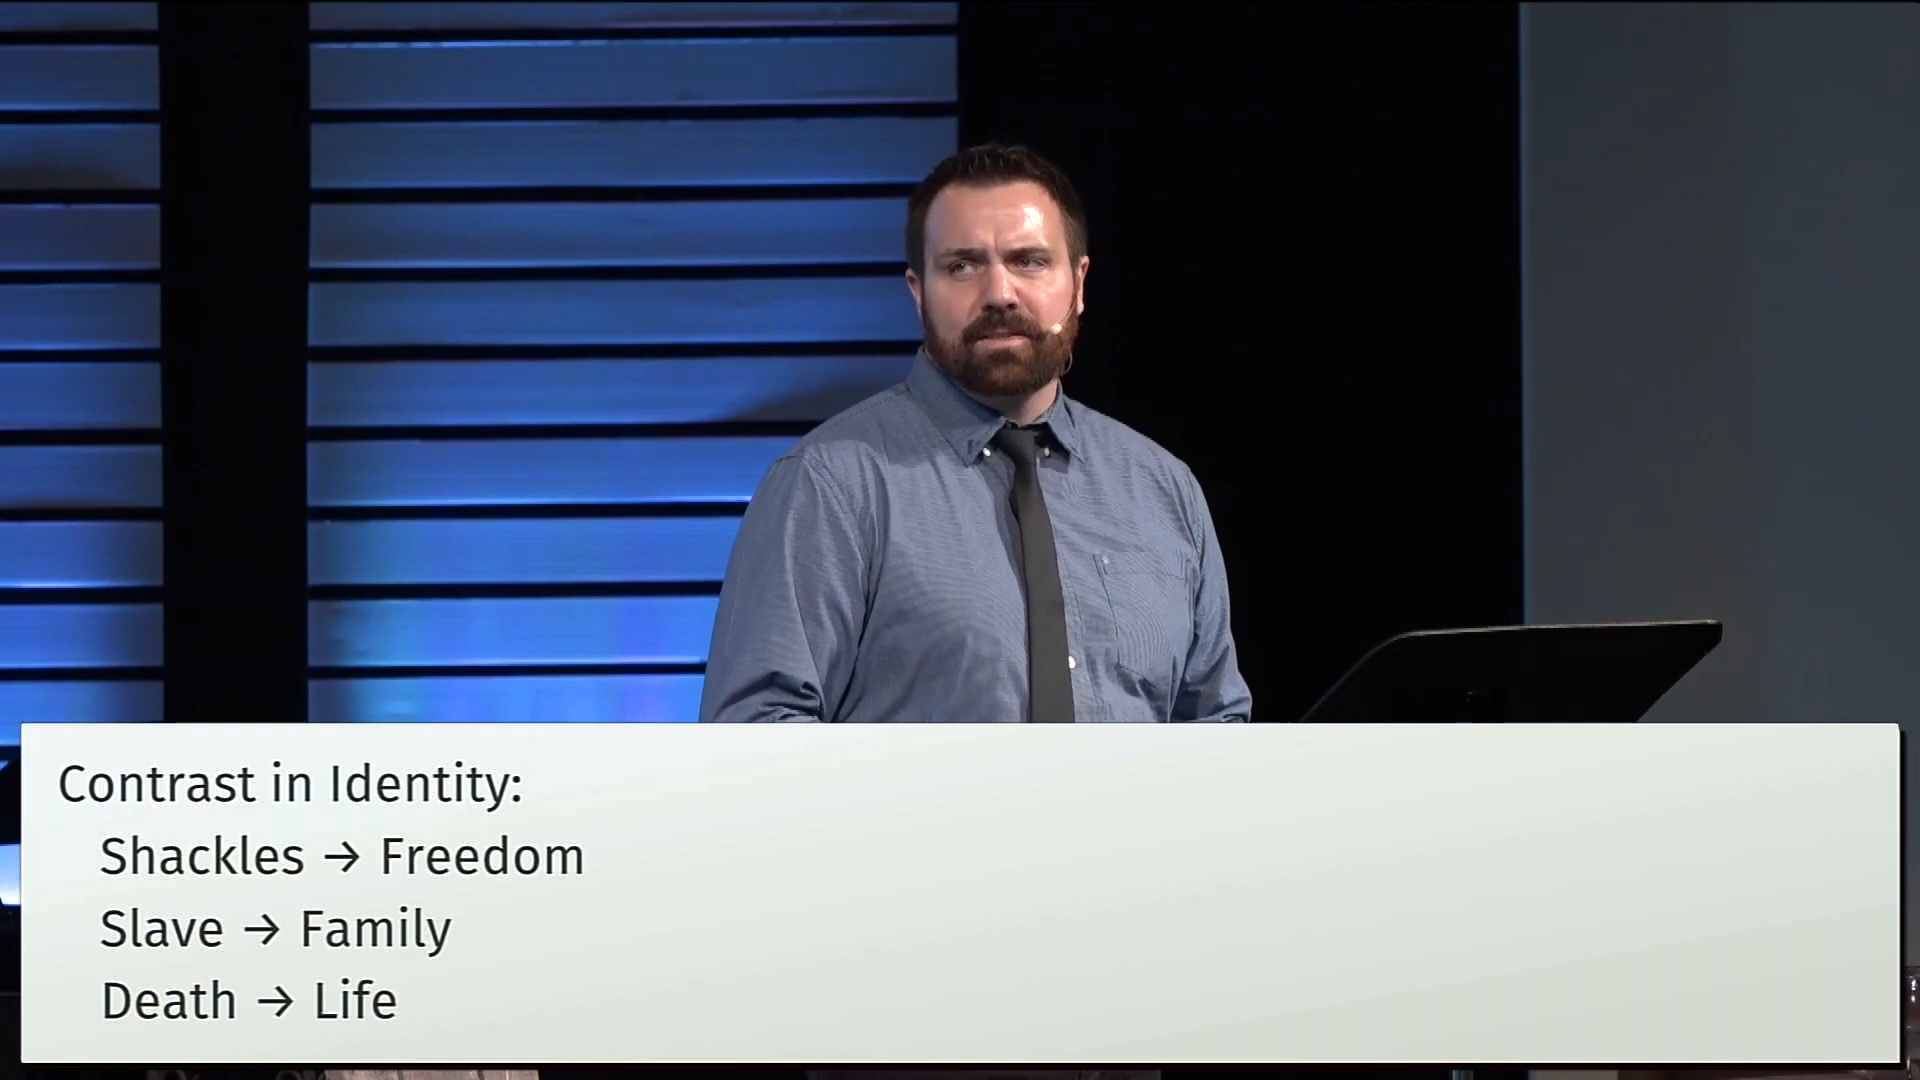 Contrast in Identity:
Shackles → Freedom
Slave → Family
Death → Life